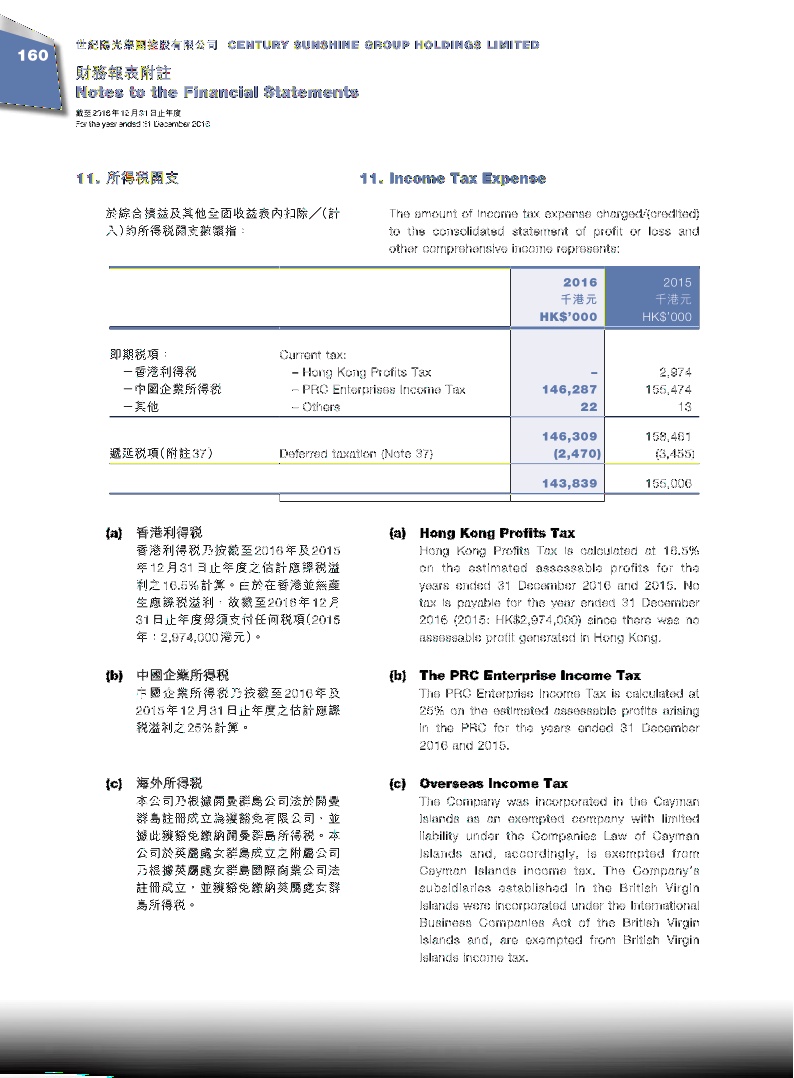 160
世紀陽光集團控股有限公司 CENTURY SUNSHINE GROUP HOLDINGS LIMITED
財務報表附註
Notes to the Financial Statements
截至2016年12月31日止年度
For the year ended 31 December 2016
11. 所得稅開支
11. Income Tax Expense
於綜合損益及其他全面收益表內扣除╱(計
入)的所得稅開支數額指：
The amount of income tax expense charged/(credited)
to the consolidated statement of profit or loss and
other comprehensive income represents:
2016 2015
千港元 千港元
HK$'000 HK$'000
即期稅項： Current tax:
－香港利得稅 – Hong Kong Profits Tax – 2,974
－中國企業所得稅 – PRC Enterprises Income Tax 146,287 155,474
－其他 – Others 22 13
146,309 158,461
遞延稅項(附註37) Deferred taxation (Note 37) (2,470) (3,455)
143,839 155,006
(a) 香港利得稅
香港利得稅乃按截至2016年及2015
年12月31日止年度之估計應課稅溢
利之16.5%計算。由於在香港並無產
生應課稅溢利，故截至2016年12月
31日止年度毋須支付任何稅項(2015
年：2,974,000港元)。
(a) Hong Kong Profits Tax
Hong Kong Profits Tax is calculated at 16.5%
on the estimated assessable profits for the
years ended 31 December 2016 and 2015. No
tax is payable for the year ended 31 December
2016 (2015: HK$2,974,000) since there was no
assessable profit generated in Hong Kong.
(b) 中國企業所得稅
中國企業所得稅乃按截至2016年及
2015年12月31日止年度之估計應課
稅溢利之25%計算。
(b) The PRC Enterprise Income Tax
The PRC Enterprise Income Tax is calculated at
25% on the estimated assessable profits arising
in the PRC for the years ended 31 December
2016 and 2015.
(c) 海外所得稅
本公司乃根據開曼群島公司法於開曼
群島註冊成立為獲豁免有限公司，並
據此獲豁免繳納開曼群島所得稅。本
公司於英屬處女群島成立之附屬公司
乃根據英屬處女群島國際商業公司法
註冊成立，並獲豁免繳納英屬處女群
島所得稅。
(c) Overseas Income Tax
The Company was incorporated in the Cayman
Islands as an exempted company with limited
liability under the Companies Law of Cayman
Islands and, accordingly, is exempted from
Cayman Islands income tax. The Company's
subsidiaries established in the British Virgin
Islands were incorporated under the International
Business Companies Act of the British Virgin
Islands and, are exempted from British Virgin
Islands income tax.